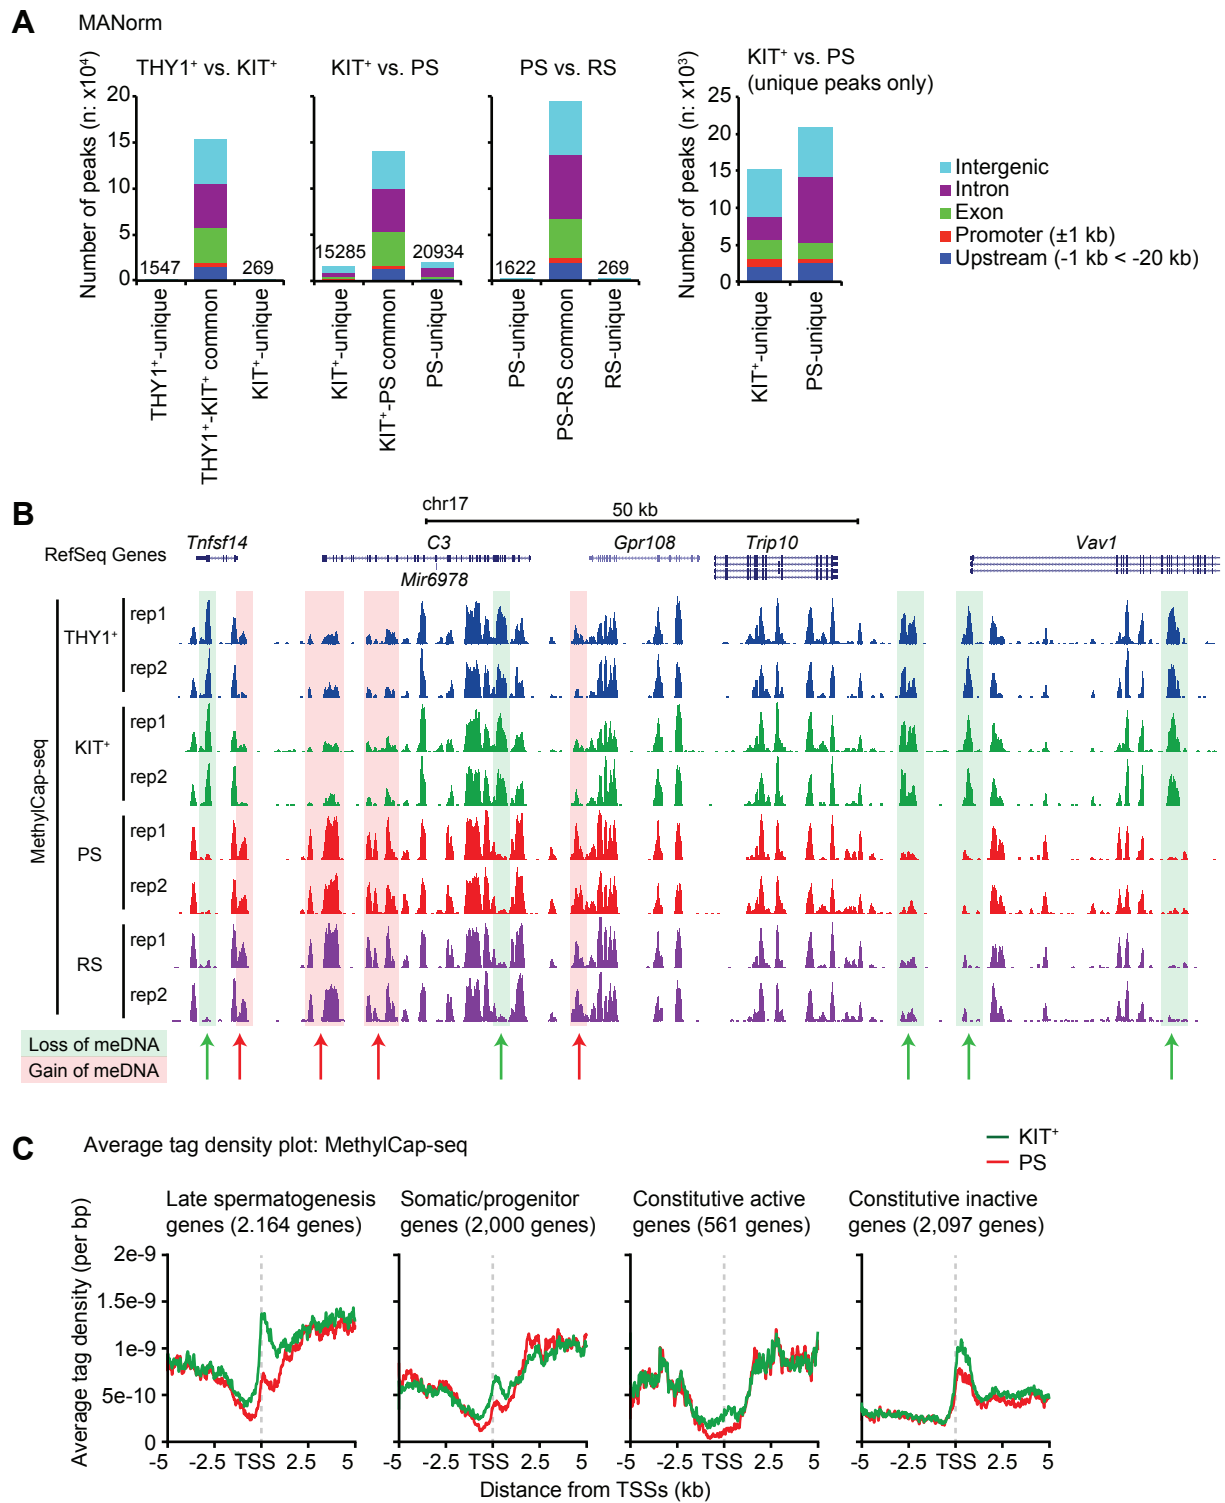 A MANorm
THY1⁺ vs. KIT⁺
KIT⁺ vs. PS
PS vs. RS
KIT⁺ vs. PS
(unique peaks only)
Number of peaks (n: x10⁴)
20
15
10
5
0
1547
269
15285
20934
1622
269
THY1⁺-unique
THY1⁺-KIT⁺ common
KIT⁺-unique
KIT⁺-unique
KIT⁺-PS common
PS-unique
PS-unique
PS-RS common
RS-unique
Number of peaks (n: x10³)
25
20
15
10
5
0
KIT⁺-unique
PS-unique
Intergenic
Intron
Exon
Promoter (±1 kb)
Upstream (-1 kb < -20 kb)
B
chr17
50 kb
RefSeq Genes
Tnfsf14
C3
Mir6978
Gpr108
Trip10
Vav1
MethylCap-seq
THY1⁺
rep1
rep2
KIT⁺
rep1
rep2
PS
rep1
rep2
RS
rep1
rep2
Loss of meDNA
Gain of meDNA
C Average tag density plot: MethylCap-seq
KIT⁺
PS
Late spermatogenesis
genes (2.164 genes)
Somatic/progenitor
genes (2,000 genes)
Constitutive active
genes (561 genes)
Constitutive inactive
genes (2,097 genes)
Average tag density (per bp)
2e-9
1.5e-9
1e-9
5e-10
0
-5 -2.5 TSS 2.5 5
-5 -2.5 TSS 2.5 5
-5 -2.5 TSS 2.5 5
-5 -2.5 TSS 2.5 5
Distance from TSSs (kb)